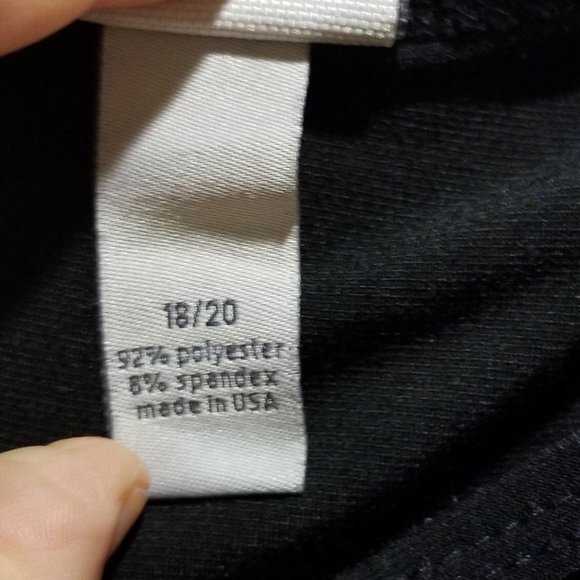 18/20
92% polyester
8% spandex
made in USA